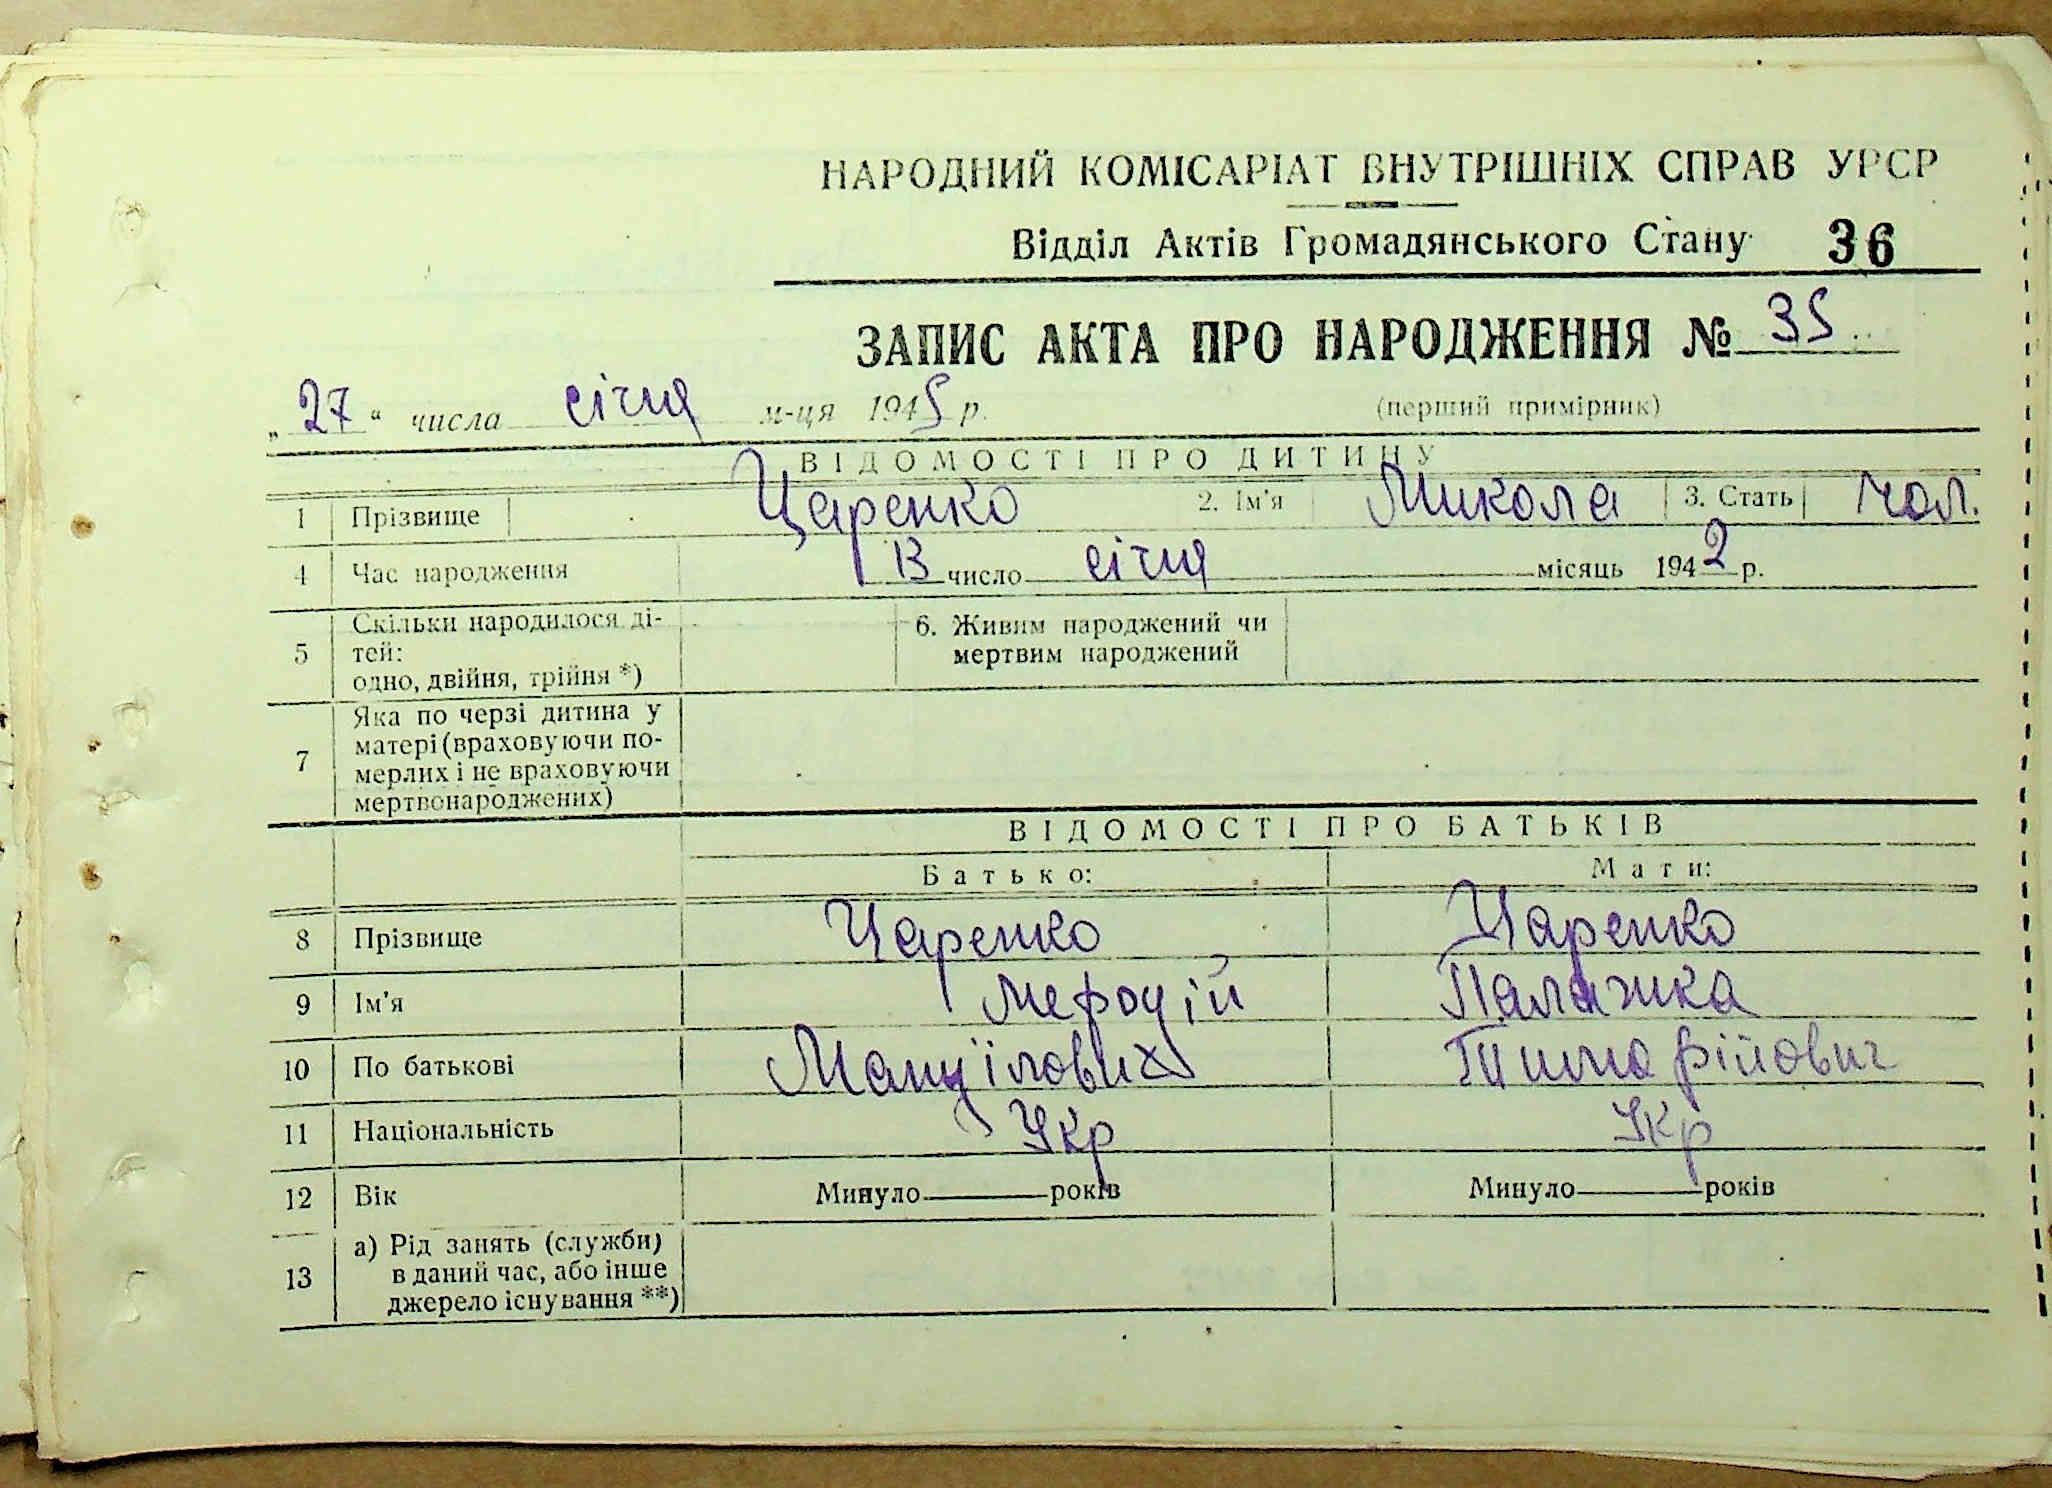 НАРОДНИЙ КОМІСАРІАТ ВНУТРІШНІХ СПРАВ УРСР
Відділ Актів Громадянського Стану 36
ЗАПИС АКТА ПРО НАРОДЖЕННЯ № 35
„27“ числа січня м-ця 1945 р. (перший примірник)
ВІДОМОСТІ ПРО ДИТИНУ
1 Прізвище Царенко 2. Ім'я Микола 3. Стать чол.
4 Час народження 13 число січня місяць 1942 р.
5 Скільки народилося ді-
тей:
одно, двійня, трійня *)
6. Живим народжений чи
мертвим народжений
7 Яка по черзі дитина у
матері (враховуючи по-
мерлих і не враховуючи
мертвонароджених)
ВІДОМОСТІ ПРО БАТЬКІВ
Батько: Мати:
8 Прізвище Царенко Царенко
9 Ім'я Мефодій Палажка
10 По батькові Мануїлович Тимофійович
11 Національність Укр Укр
12 Вік Минуло років Минуло років
13 а) Рід занять (служби)
в даний час, або інше
джерело існування **)